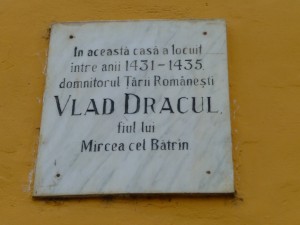 In această casă a locuit
între anii 1431-1435
domnitorul Țării Românești
VLAD DRACUL
fiul lui
Mircea cel Bătrîn